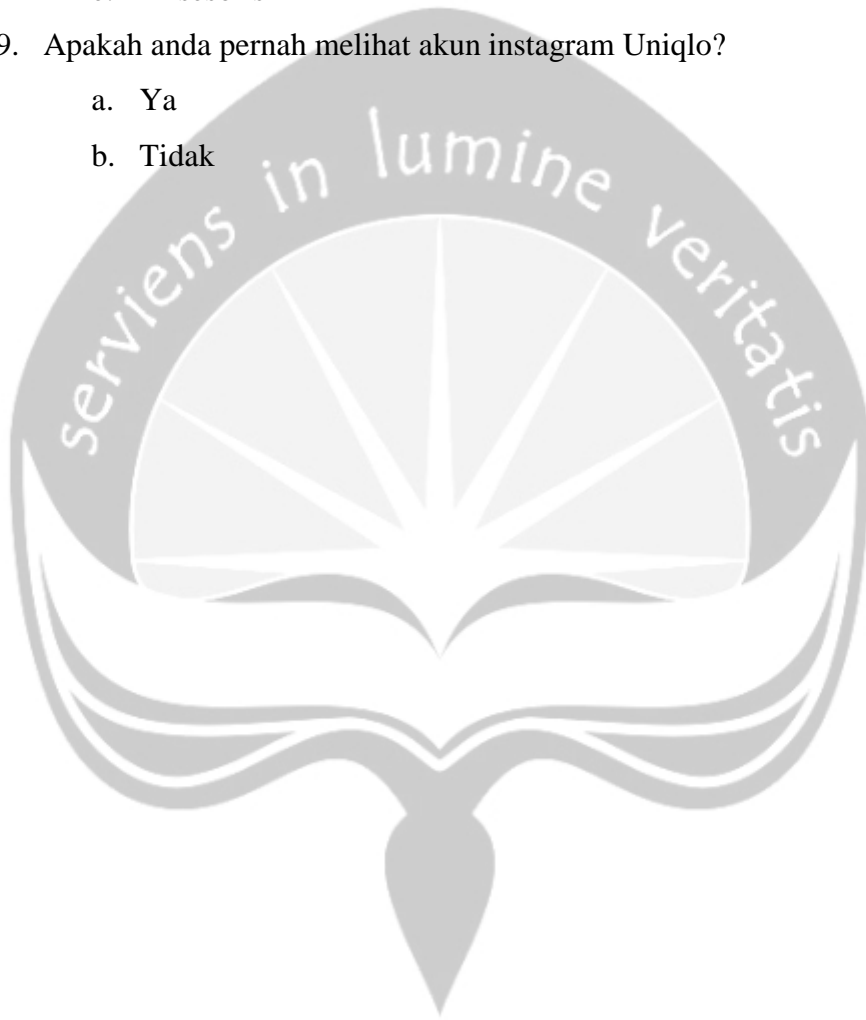 9. Apakah anda pernah melihat akun instagram Uniqlo?
a. Ya
b. Tidak
serviens in lumine veritatis